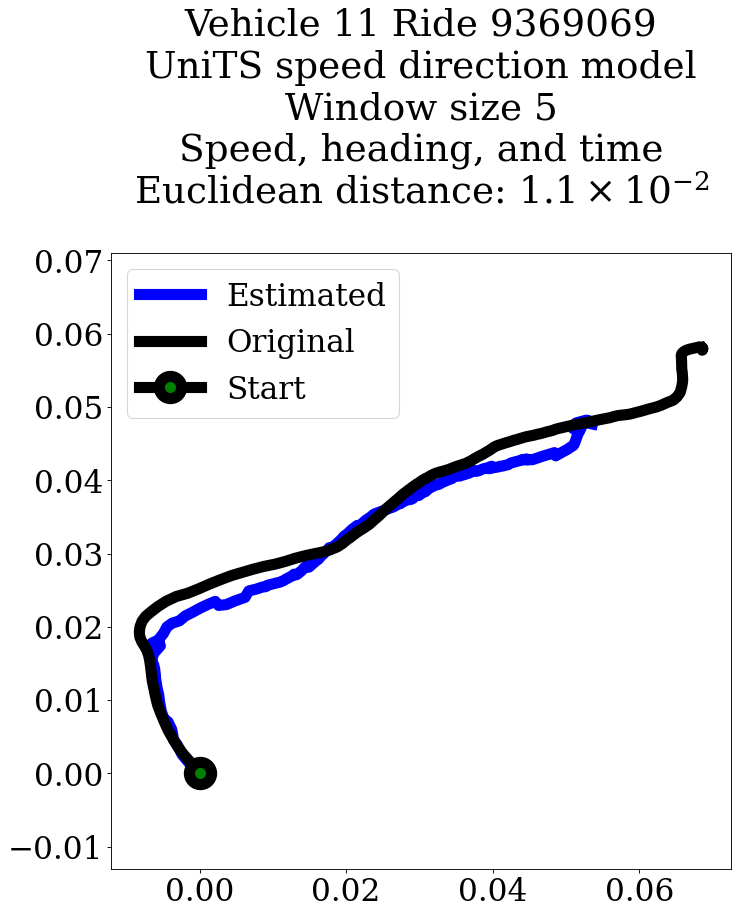 Vehicle 11 Ride 9369069
UniTS speed direction model
Window size 5
Speed, heading, and time
Euclidean distance: 1.1 × 10⁻²
0.07
0.06
0.05
0.04
0.03
0.02
0.01
0.00
−0.01
Estimated
Original
Start
0.00 0.02 0.04 0.06